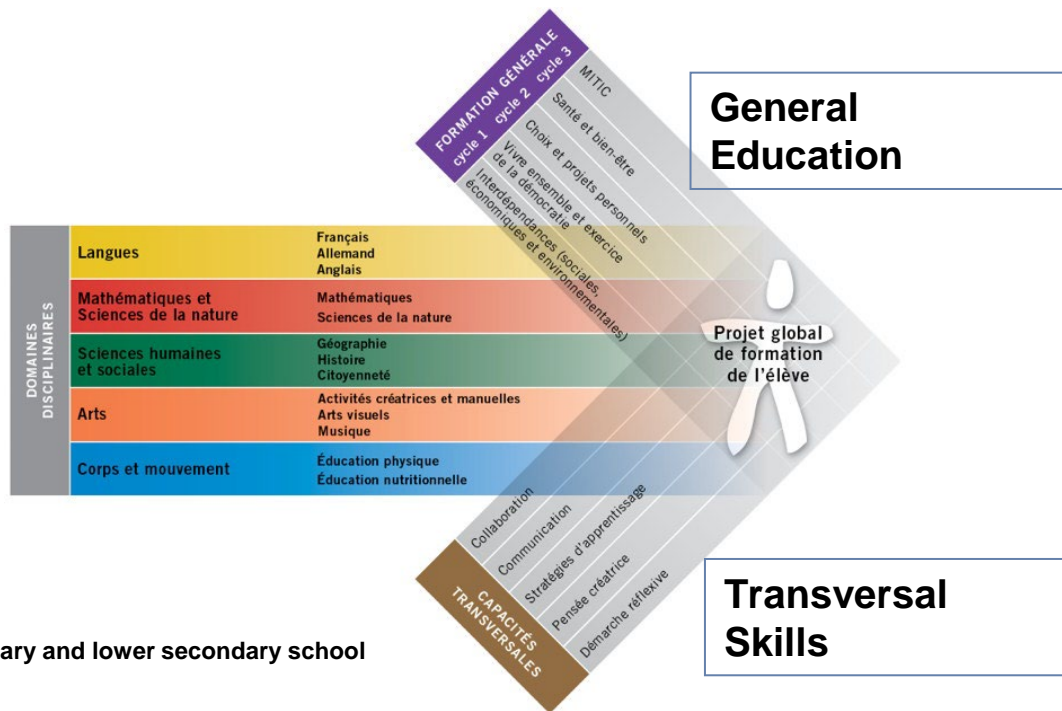 FORMATION GÉNÉRALE
cycle 1 cycle 2 cycle 3
MITIC
Santé et bien-être
Choix et projets personnels
Vivre ensemble et exercice
de la démocratie
Interdépendances (sociales,
économiques et environnementales)
General
Education
DOMAINES
DISCIPLINAIRES
Langues
Français
Allemand
Anglais
Mathématiques et
Sciences de la nature
Mathématiques
Sciences de la nature
Sciences humaines
et sociales
Géographie
Histoire
Citoyenneté
Arts
Activités créatrices et manuelles
Arts visuels
Musique
Corps et mouvement
Éducation physique
Éducation nutritionnelle
Projet global
de formation
de l'élève
Collaboration
Communication
Stratégies d'apprentissage
Pensée créatrice
Démarche réflexive
CAPACITÉS
TRANSVERSALES
Transversal
Skills
ary and lower secondary school